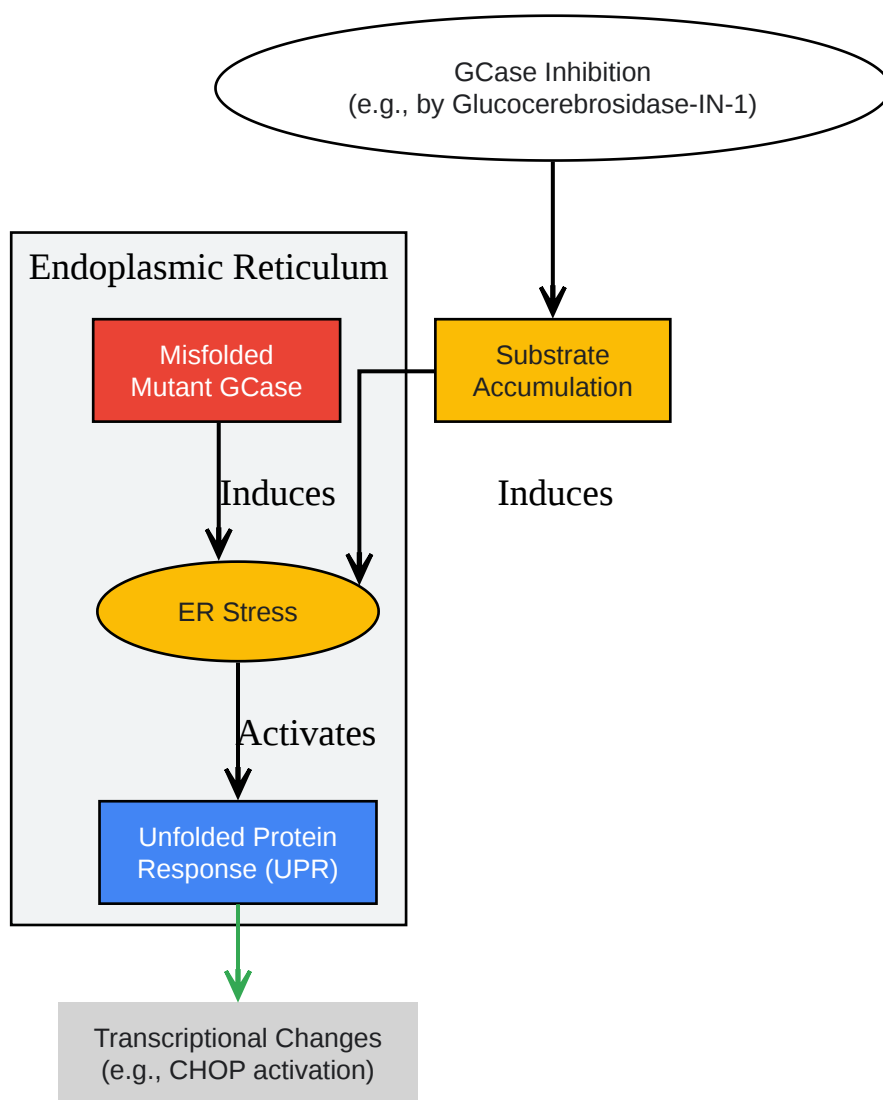 GCase Inhibition
(e.g., by Glucocerebrosidase-IN-1)
Endoplasmic Reticulum
Misfolded
Mutant GCase
Substrate
Accumulation
Induces
Induces
ER Stress
Activates
Unfolded Protein
Response (UPR)
Transcriptional Changes
(e.g., CHOP activation)